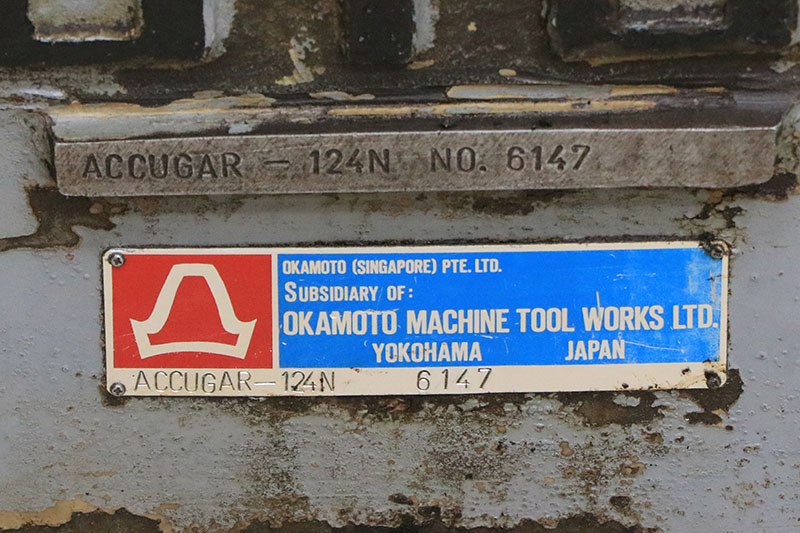 ACCUGAR - 124N NO. 6147
OKAMOTO (SINGAPORE) PTE. LTD.
SUBSIDIARY OF:
OKAMOTO MACHINE TOOL WORKS LTD.
YOKOHAMA JAPAN
ACCUGAR-124N 6147